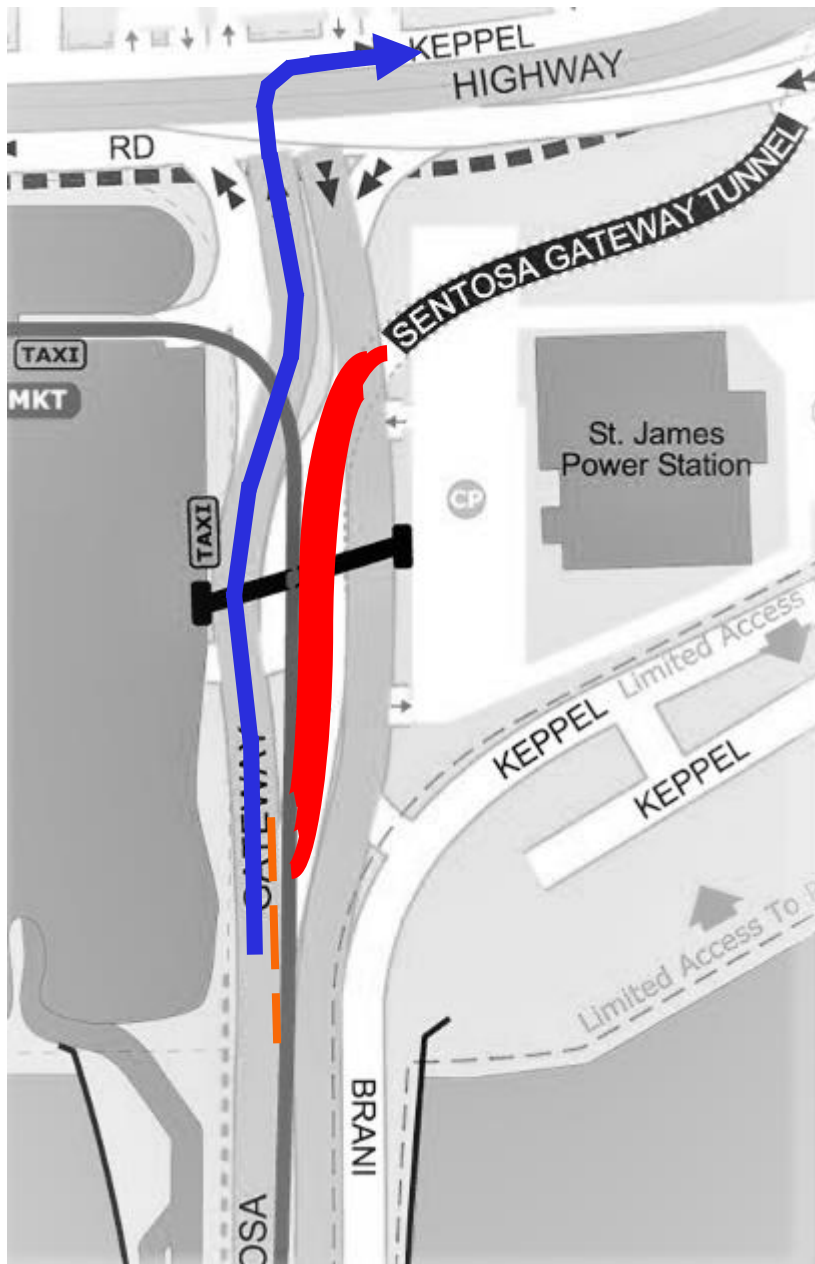 KEPPEL
HIGHWAY
RD
SENTOSA GATEWAY TUNNEL
TAXI
MKT
St. James
Power Station
CP
TAXI
Limited Access
KEPPEL
KEPPEL
GATEWAY
Limited Access To
BRANI
OSSA